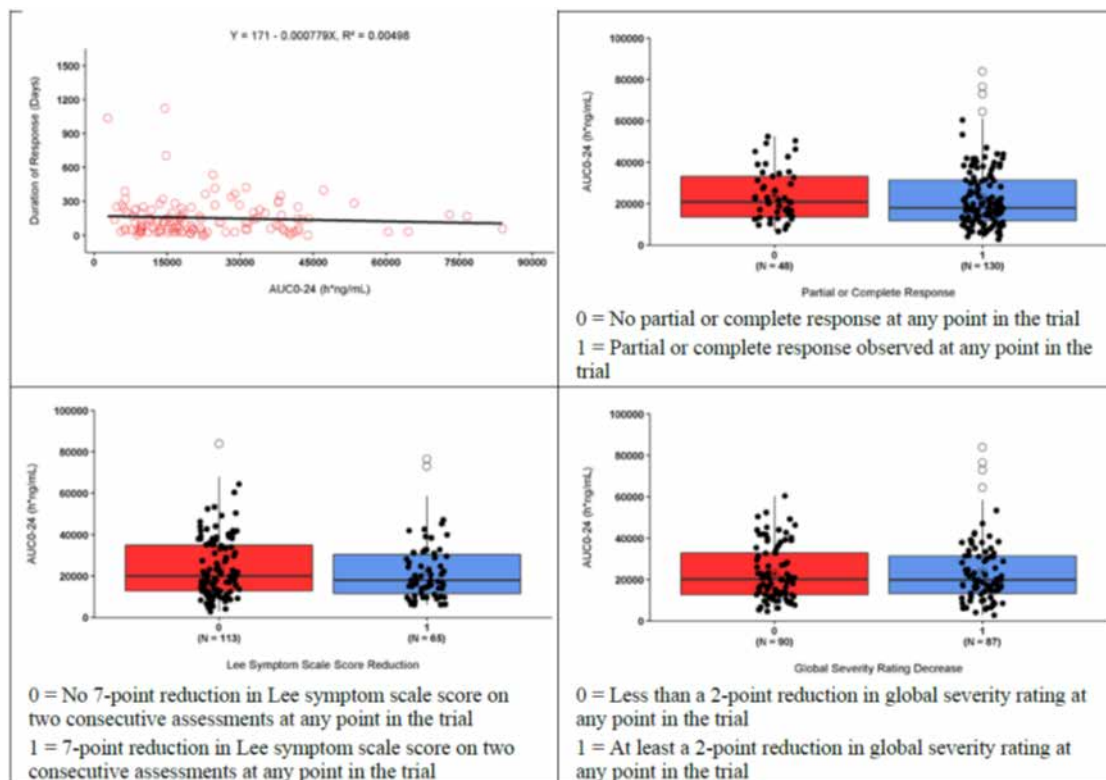 Y = 171 - 0.000779X, R² = 0.00498
Duration of Response (Days)
1500
1200
900
600
300
0
0 15000 30000 45000 60000 75000 90000
AUC0-24 (h*ng/mL)
AUC0-24 (h*ng/mL)
100000
80000
60000
40000
20000
0
0 1
(N = 48) (N = 130)
Partial or Complete Response
0 = No partial or complete response at any point in the trial
1 = Partial or complete response observed at any point in the
trial
AUC0-24 (h*ng/mL)
100000
80000
60000
40000
20000
0
0 1
(N = 113) (N = 65)
Lee Symptom Scale Score Reduction
0 = No 7-point reduction in Lee symptom scale score on
two consecutive assessments at any point in the trial
1 = 7-point reduction in Lee symptom scale score on two
consecutive assessments at any point in the trial
AUC0-24 (h*ng/mL)
100000
80000
60000
40000
20000
0
0 1
(N = 90) (N = 87)
Global Severity Rating Decrease
0 = Less than a 2-point reduction in global severity rating at
any point in the trial
1 = At least a 2-point reduction in global severity rating at
any point in the trial